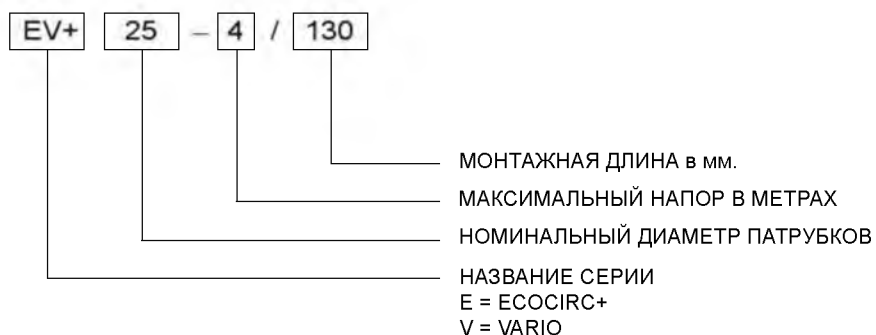 EV+ 25 – 4 / 130
МОНТАЖНАЯ ДЛИНА в мм.
МАКСИМАЛЬНЫЙ НАПОР В МЕТРАХ
НОМИНАЛЬНЫЙ ДИАМЕТР ПАТРУБКОВ
НАЗВАНИЕ СЕРИИ
E = ECOCIRC+
V = VARIO